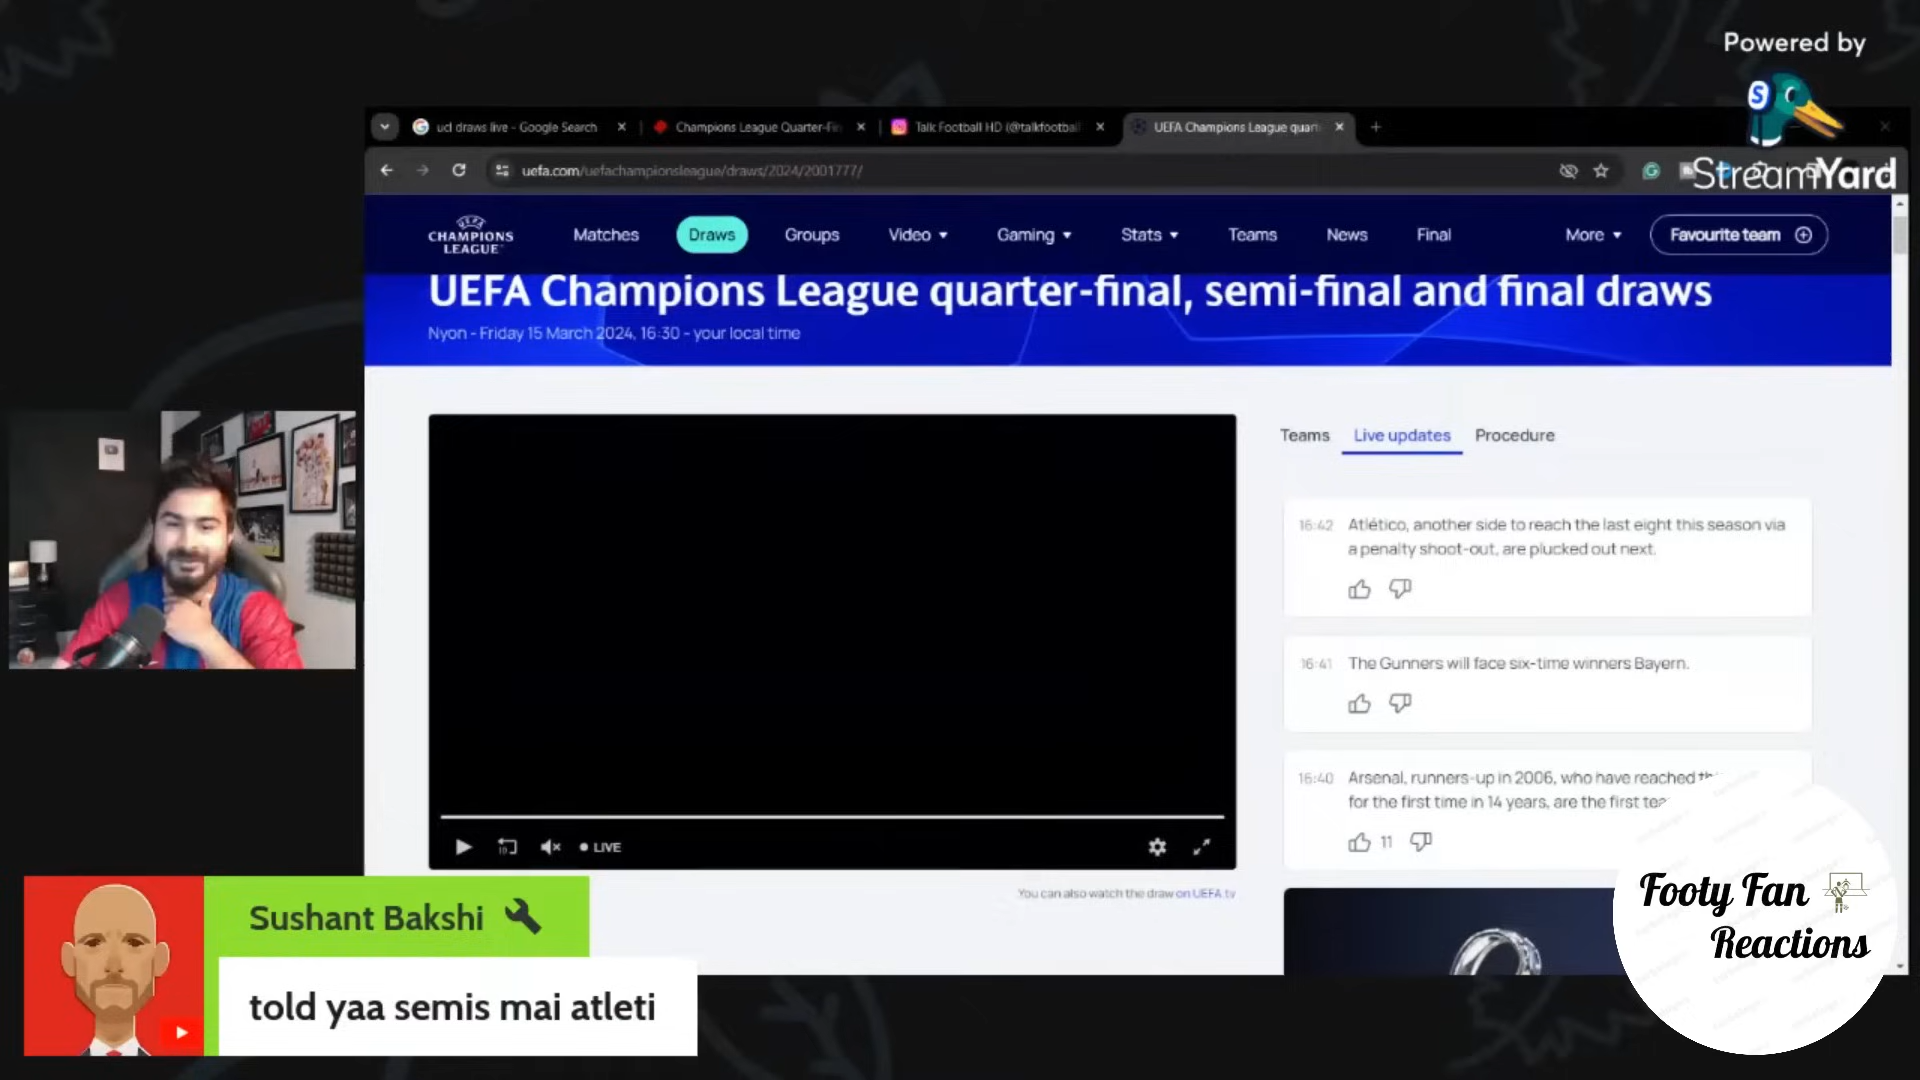 Powered by
StreamYard
ucl draws live - Google Search
Champions League Quarter-Fin
Talk Football HD (@talkfootbal
UEFA Champions League quart
uefa.com/uefachampionsleague/draws/2024/2001777/
UEFA
CHAMPIONS
LEAGUE
Matches
Draws
Groups
Video
Gaming
Stats
Teams
News
Final
More
Favourite team
UEFA Champions League quarter-final, semi-final and final draws
Nyon - Friday 15 March 2024, 16:30 - your local time
Teams
Live updates
Procedure
16:42 Atlético, another side to reach the last eight this season via
a penalty shoot-out, are plucked out next.
16:41 The Gunners will face six-time winners Bayern.
16:40 Arsenal, runners-up in 2006, who have reached
for the first time in 14 years, are the first
11
10
LIVE
You can also watch the draw on UEFA.tv
Footy Fan
Reactions
Sushant Bakshi
told yaa semis mai atleti